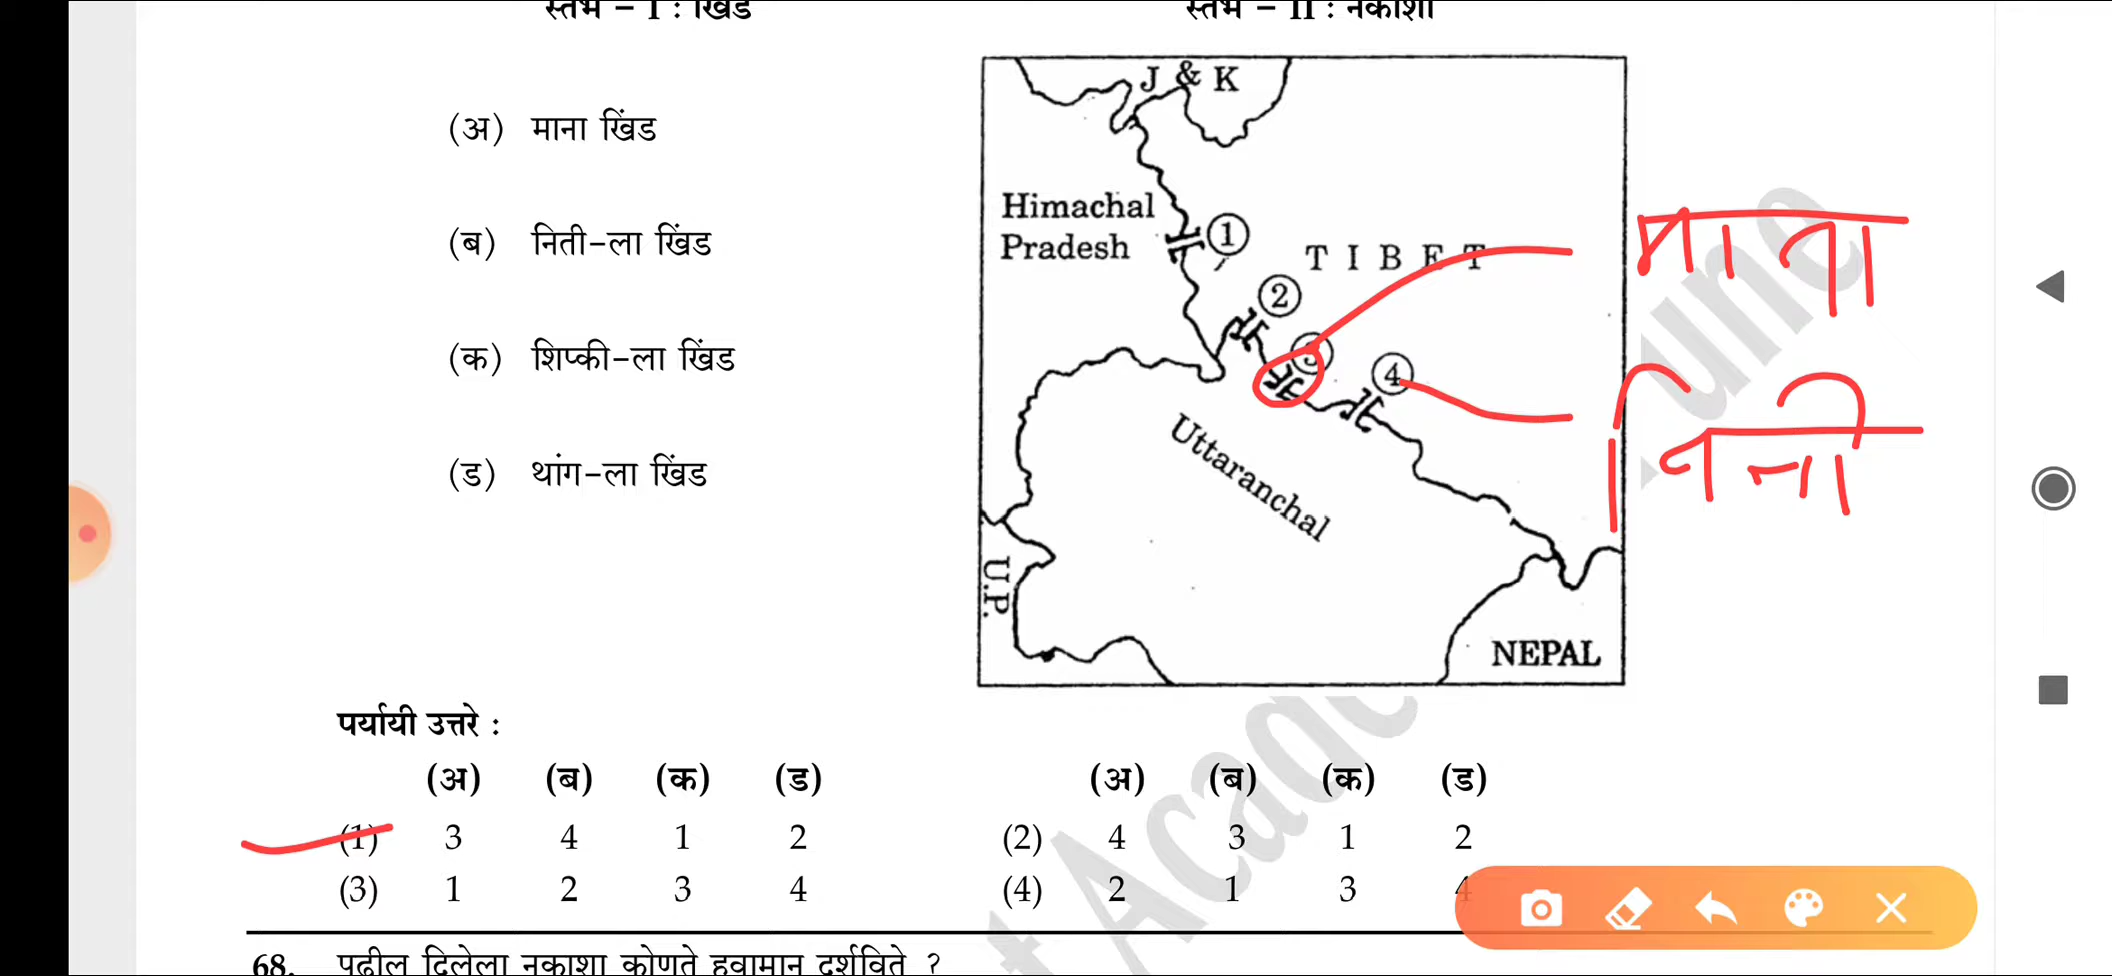 स्तंभ – I : खिंड
स्तंभ – II : नकाशा
(अ) माना खिंड
(ब) निती-ला खिंड
(क) शिप्की-ला खिंड
(ड) थांग-ला खिंड
J & K
Himachal
Pradesh
1
TIBET
2
3
4
Uttaranchal
U.P.
NEPAL
माना
निती
पर्यायी उत्तरे :
(अ) (ब) (क) (ड)
(1) 3 4 1 2
(3) 1 2 3 4
(अ) (ब) (क) (ड)
(2) 4 3 1 2
(4) 2 1 3 4
68. पुढील दिलेला नकाशा कोणते हवामान दर्शविते ?